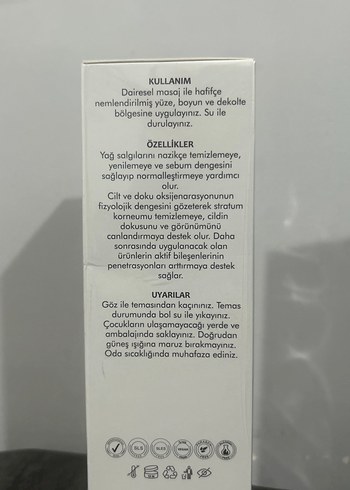 KULLANIM
Dairesel masaj ile hafifçe
nemlendirilmiş yüze, boyun ve dekolte
bölgesine uygulayınız. Su ile
durulayınız.
ÖZELLİKLER
Yağ salgılarını nazikçe temizlemeye,
yenilemeye ve sebum dengesini
sağlayıp normalleştirmeye yardımcı
olur.
Cilt ve doku oksijenarasyonunun
fizyolojik dengesini gözeterek stratum
korneumu temizlemeye, cildin
dokusunu ve görünümünü
canlandırmaya destek olur. Daha
sonrasında uygulanacak olan
ürünlerin aktif bileşenlerinin
penetrasyonları arttırmaya destek
sağlar.
UYARILAR
Göz ile temasından kaçınınız. Temas
durumunda bol su ile yıkayınız.
Çocukların ulaşamayacağı yerde ve
ambalajında saklayınız. Doğrudan
güneş ışığına maruz bırakmayınız.
Oda sıcaklığında muhafaza ediniz.
SLS